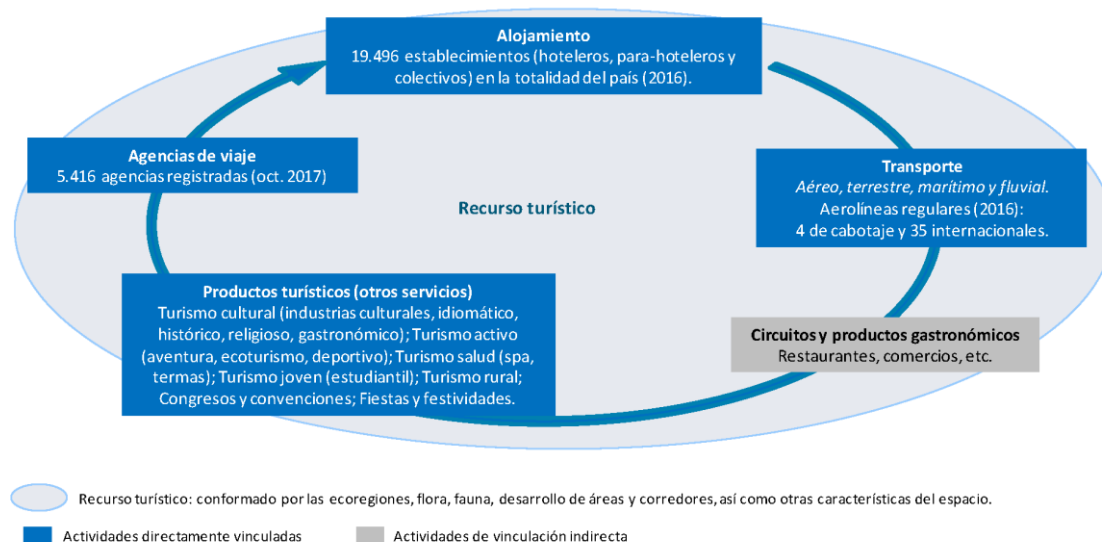 Alojamiento
19.496 establecimientos (hoteleros, para-hoteleros y
colectivos) en la totalidad del país (2016).
Agencias de viaje
5.416 agencias registradas (oct. 2017)
Transporte
Aéreo, terrestre, marítimo y fluvial.
Aerolíneas regulares (2016):
4 de cabotaje y 35 internacionales.
Recurso turístico
Productos turísticos (otros servicios)
Turismo cultural (industrias culturales, idiomático,
histórico, religioso, gastronómico); Turismo activo
(aventura, ecoturismo, deportivo); Turismo salud (spa,
termas); Turismo joven (estudiantil); Turismo rural;
Congresos y convenciones; Fiestas y festividades.
Circuitos y productos gastronómicos
Restaurantes, comercios, etc.
Recurso turístico: conformado por las ecoregiones, flora, fauna, desarrollo de áreas y corredores, así como otras características del espacio.
Actividades directamente vinculadas
Actividades de vinculación indirecta